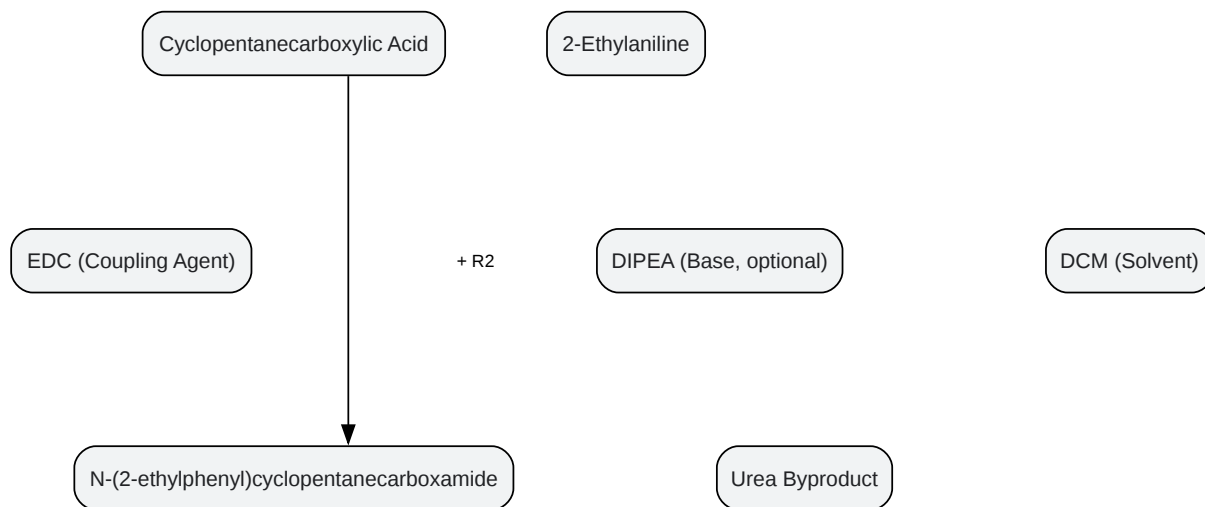 Cyclopentanecarboxylic Acid
2-Ethylaniline
EDC (Coupling Agent)
+ R2
DIPEA (Base, optional)
DCM (Solvent)
N-(2-ethylphenyl)cyclopentanecarboxamide
Urea Byproduct